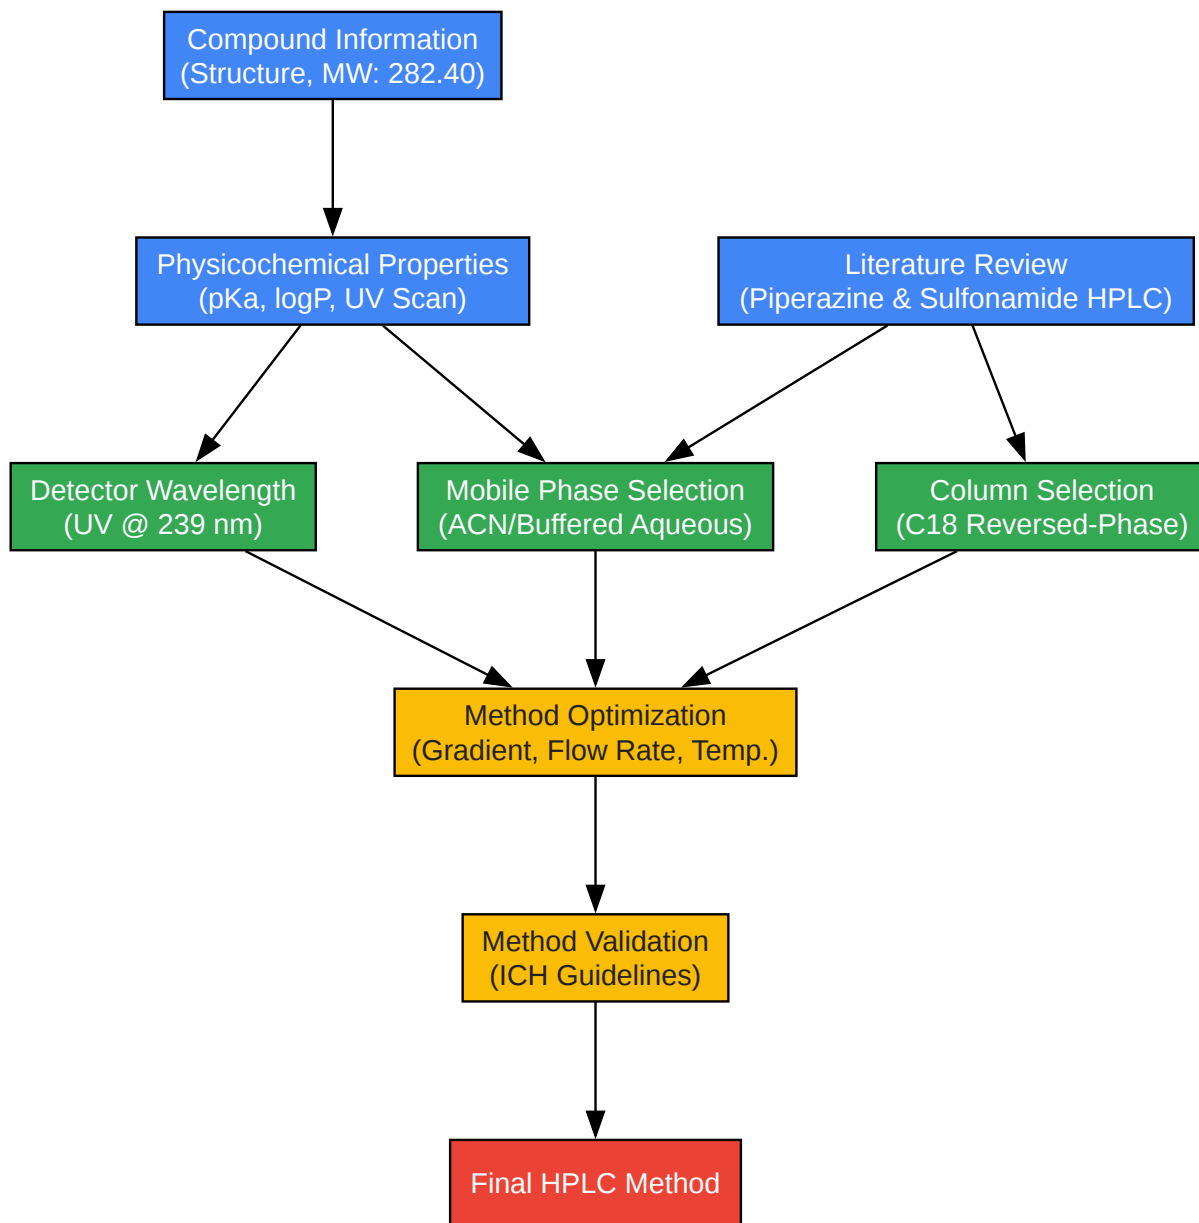 Compound Information
(Structure, MW: 282.40)
Physicochemical Properties
(pKa, logP, UV Scan)
Literature Review
(Piperazine & Sulfonamide HPLC)
Detector Wavelength
(UV @ 239 nm)
Mobile Phase Selection
(ACN/Buffered Aqueous)
Column Selection
(C18 Reversed-Phase)
Method Optimization
(Gradient, Flow Rate, Temp.)
Method Validation
(ICH Guidelines)
Final HPLC Method